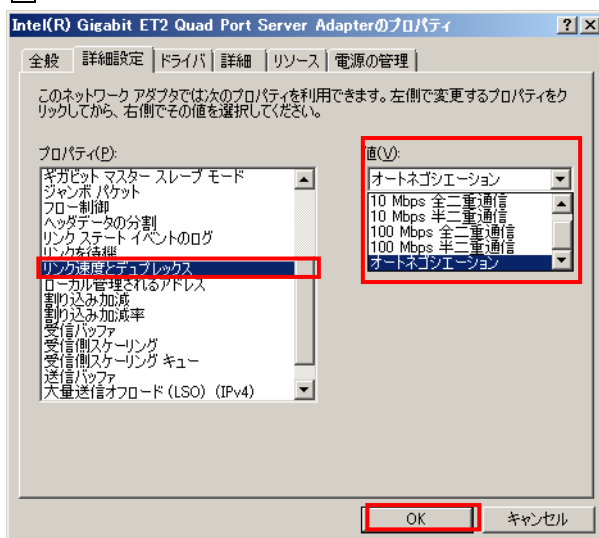 Intel(R) Gigabit ET2 Quad Port Server Adapterのプロパティ
全般 詳細設定 ドライバ 詳細 リソース 電源の管理
このネットワーク アダプタでは次のプロパティを利用できます。左側で変更するプロパティをク
リックしてから、右側でその値を選択してください。
プロパティ(P):
ギガビット マスター スレーブ モード
ジャンボ パケット
フロー制御
ヘッダデータの分割
リンク ステート イベントのログ
リンクを待機
リンク速度とデュプレックス
ローカル管理されるアドレス
割り込み加減
割り込み加減率
受信バッファ
受信側スケーリング
受信側スケーリング キュー
送信バッファ
大量送信オフロード (LSO) (IPv4)
値(V):
オートネゴシエーション
10 Mbps 全二重通信
10 Mbps 半二重通信
100 Mbps 全二重通信
100 Mbps 半二重通信
オートネゴシエーション
OK キャンセル